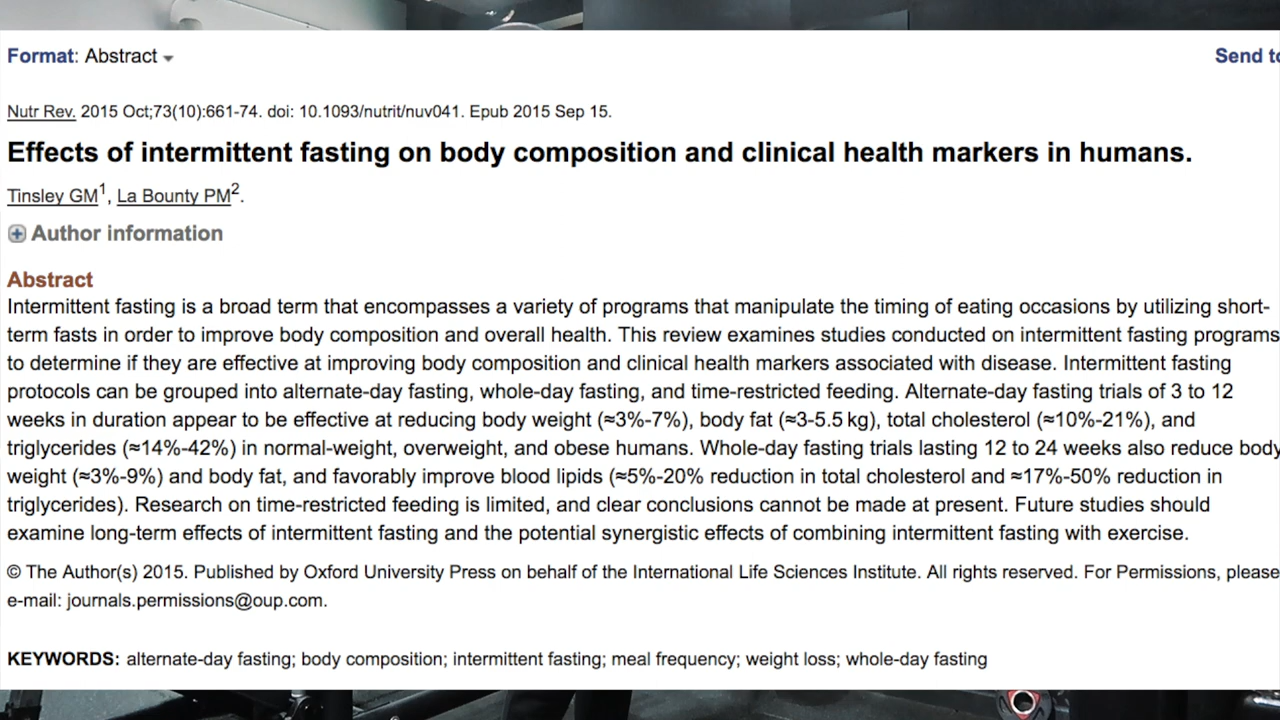 Format: Abstract
Send to
Nutr Rev. 2015 Oct;73(10):661-74. doi: 10.1093/nutrit/nuv041. Epub 2015 Sep 15.
Effects of intermittent fasting on body composition and clinical health markers in humans.
Tinsley GM1, La Bounty PM2.
Author information
Abstract
Intermittent fasting is a broad term that encompasses a variety of programs that manipulate the timing of eating occasions by utilizing short-
term fasts in order to improve body composition and overall health. This review examines studies conducted on intermittent fasting programs
to determine if they are effective at improving body composition and clinical health markers associated with disease. Intermittent fasting
protocols can be grouped into alternate-day fasting, whole-day fasting, and time-restricted feeding. Alternate-day fasting trials of 3 to 12
weeks in duration appear to be effective at reducing body weight (≈3%-7%), body fat (≈3-5.5 kg), total cholesterol (≈10%-21%), and
triglycerides (≈14%-42%) in normal-weight, overweight, and obese humans. Whole-day fasting trials lasting 12 to 24 weeks also reduce body
weight (≈3%-9%) and body fat, and favorably improve blood lipids (≈5%-20% reduction in total cholesterol and ≈17%-50% reduction in
triglycerides). Research on time-restricted feeding is limited, and clear conclusions cannot be made at present. Future studies should
examine long-term effects of intermittent fasting and the potential synergistic effects of combining intermittent fasting with exercise.
© The Author(s) 2015. Published by Oxford University Press on behalf of the International Life Sciences Institute. All rights reserved. For Permissions, please
e-mail: journals.permissions@oup.com.
KEYWORDS: alternate-day fasting; body composition; intermittent fasting; meal frequency; weight loss; whole-day fasting